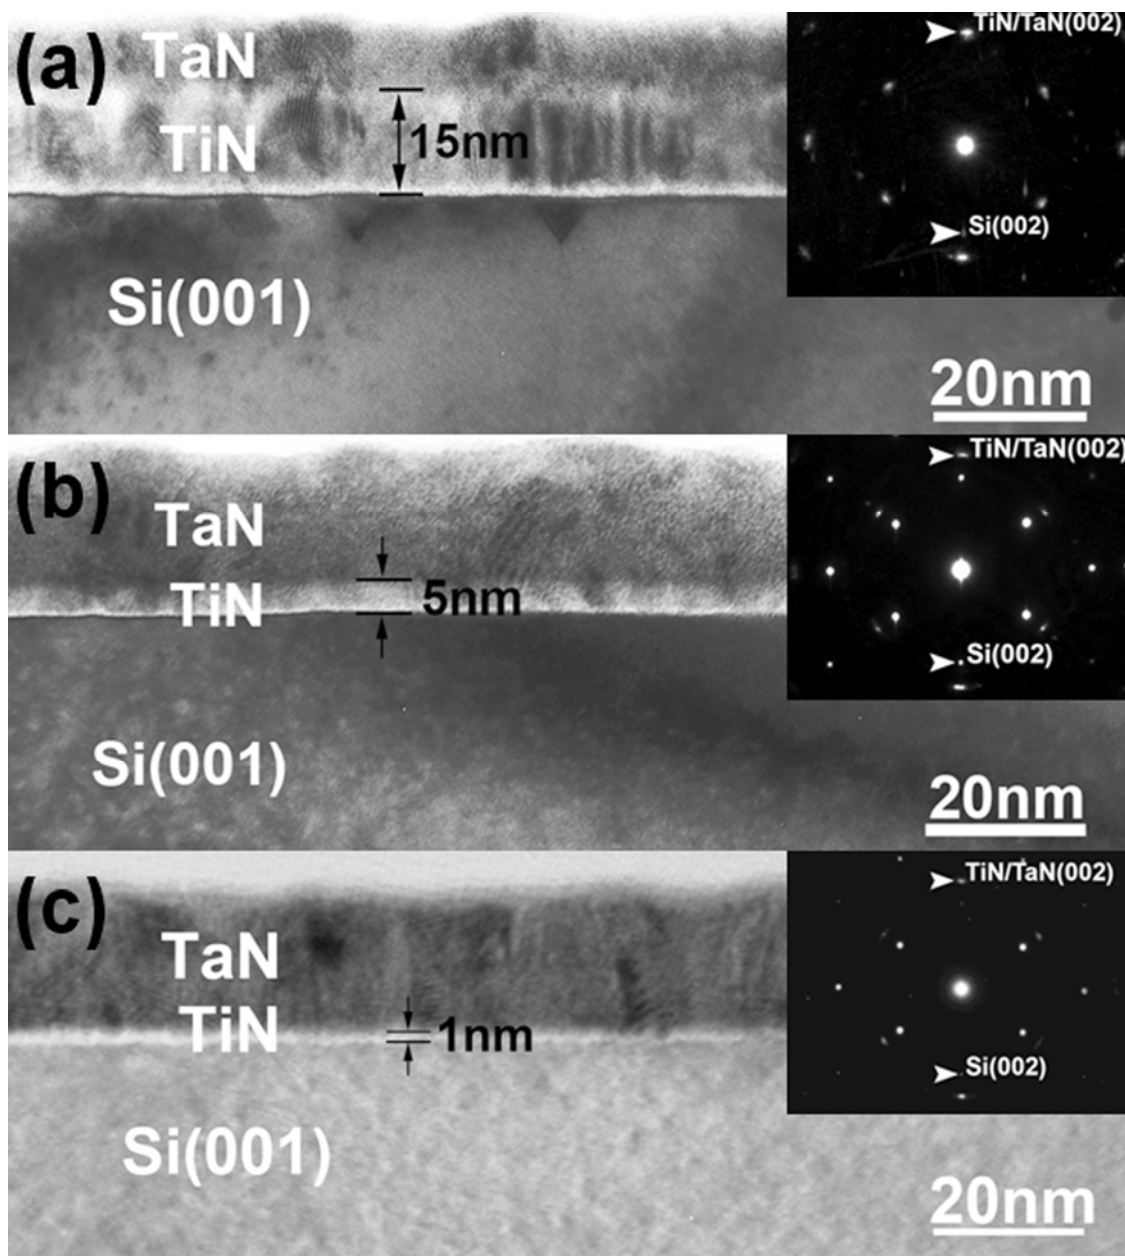 (a)
TaN
TiN/TaN(002)
TiN
15nm
Si(002)
Si(001)
20nm
(b)
TiN/TaN(002)
TaN
TiN
5nm
Si(002)
Si(001)
20nm
(c)
TiN/TaN(002)
TaN
TiN
1nm
Si(002)
Si(001)
20nm